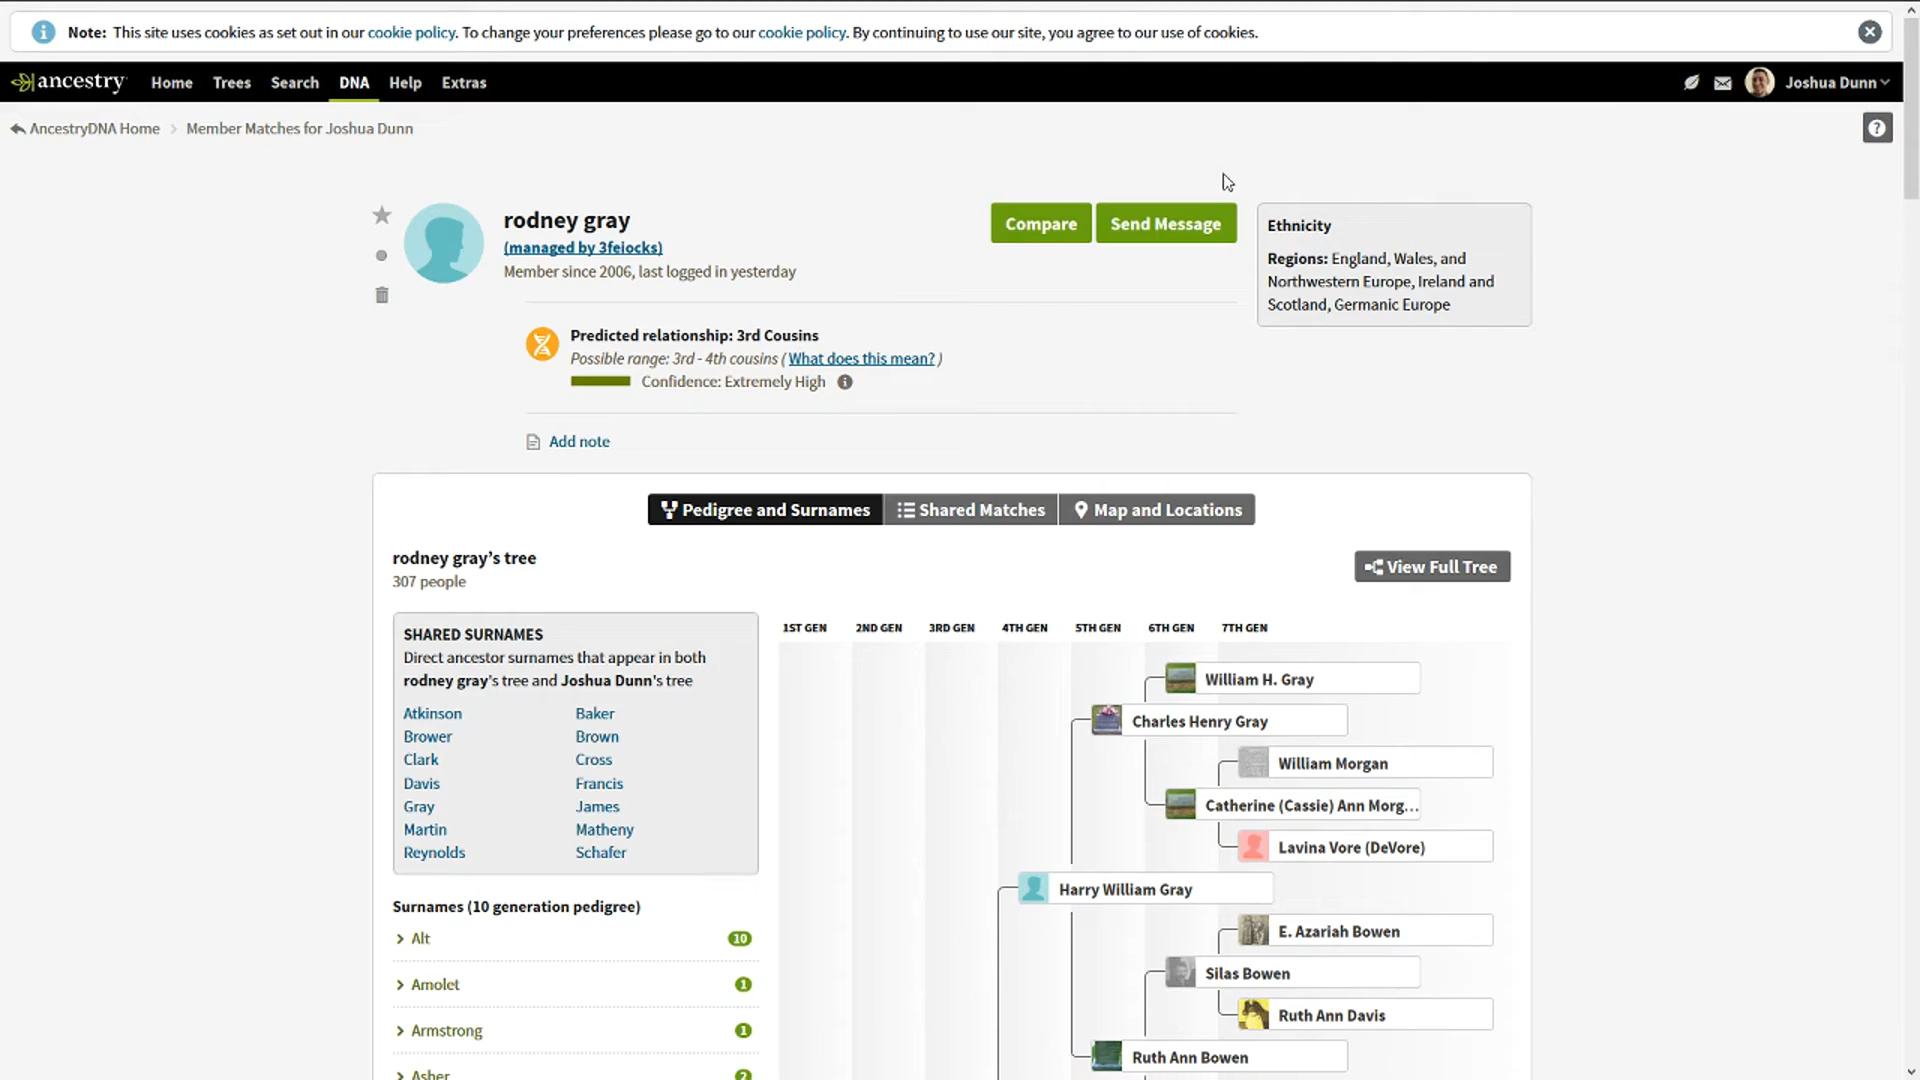 Note: This site uses cookies as set out in our cookie policy. To change your preferences please go to our cookie policy. By continuing to use our site, you agree to our use of cookies.
ancestry Home Trees Search DNA Help Extras Joshua Dunn
AncestryDNA Home > Member Matches for Joshua Dunn
?
rodney gray
(managed by 3feiocks)
Member since 2006, last logged in yesterday
Compare Send Message
Ethnicity
Regions: England, Wales, and
Northwestern Europe, Ireland and
Scotland, Germanic Europe
Predicted relationship: 3rd Cousins
Possible range: 3rd - 4th cousins ( What does this mean? )
Confidence: Extremely High
Add note
Pedigree and Surnames Shared Matches Map and Locations
rodney gray's tree
307 people
View Full Tree
SHARED SURNAMES
Direct ancestor surnames that appear in both
rodney gray's tree and Joshua Dunn's tree
Atkinson Baker
Brower Brown
Clark Cross
Davis Francis
Gray James
Martin Matheny
Reynolds Schafer
Surnames (10 generation pedigree)
Alt 10
Amolet 1
Armstrong 1
Asher 2
1ST GEN 2ND GEN 3RD GEN 4TH GEN 5TH GEN 6TH GEN 7TH GEN
William H. Gray
Charles Henry Gray
William Morgan
Catherine (Cassie) Ann Morg...
Lavina Vore (DeVore)
Harry William Gray
E. Azariah Bowen
Silas Bowen
Ruth Ann Davis
Ruth Ann Bowen